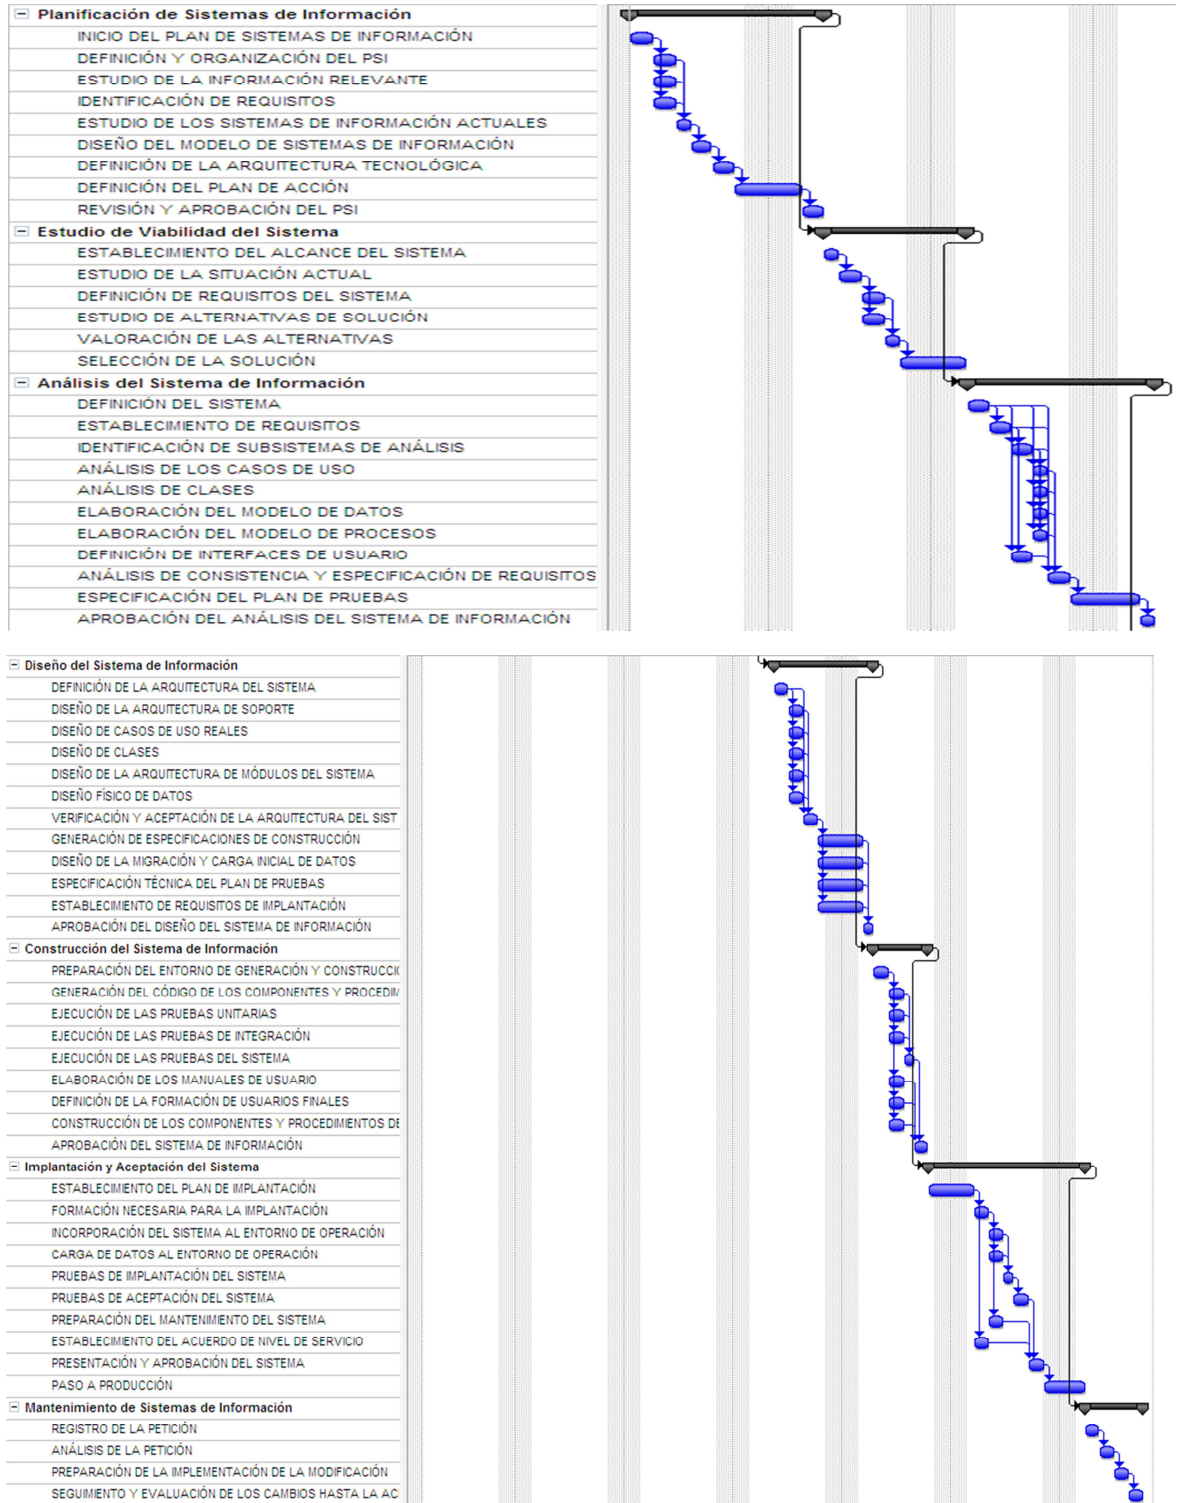 Planificación de Sistemas de Información
INICIO DEL PLAN DE SISTEMAS DE INFORMACIÓN
DEFINICIÓN Y ORGANIZACIÓN DEL PSI
ESTUDIO DE LA INFORMACIÓN RELEVANTE
IDENTIFICACIÓN DE REQUISITOS
ESTUDIO DE LOS SISTEMAS DE INFORMACIÓN ACTUALES
DISEÑO DEL MODELO DE SISTEMAS DE INFORMACIÓN
DEFINICIÓN DE LA ARQUITECTURA TECNOLÓGICA
DEFINICIÓN DEL PLAN DE ACCIÓN
REVISIÓN Y APROBACIÓN DEL PSI
Estudio de Viabilidad del Sistema
ESTABLECIMIENTO DEL ALCANCE DEL SISTEMA
ESTUDIO DE LA SITUACIÓN ACTUAL
DEFINICIÓN DE REQUISITOS DEL SISTEMA
ESTUDIO DE ALTERNATIVAS DE SOLUCIÓN
VALORACIÓN DE LAS ALTERNATIVAS
SELECCIÓN DE LA SOLUCIÓN
Análisis del Sistema de Información
DEFINICIÓN DEL SISTEMA
ESTABLECIMIENTO DE REQUISITOS
IDENTIFICACIÓN DE SUBSISTEMAS DE ANÁLISIS
ANÁLISIS DE LOS CASOS DE USO
ANÁLISIS DE CLASES
ELABORACIÓN DEL MODELO DE DATOS
ELABORACIÓN DEL MODELO DE PROCESOS
DEFINICIÓN DE INTERFACES DE USUARIO
ANÁLISIS DE CONSISTENCIA Y ESPECIFICACIÓN DE REQUISITOS
ESPECIFICACIÓN DEL PLAN DE PRUEBAS
APROBACIÓN DEL ANÁLISIS DEL SISTEMA DE INFORMACIÓN
Diseño del Sistema de Información
DEFINICIÓN DE LA ARQUITECTURA DEL SISTEMA
DISEÑO DE LA ARQUITECTURA DE SOPORTE
DISEÑO DE CASOS DE USO REALES
DISEÑO DE CLASES
DISEÑO DE LA ARQUITECTURA DE MÓDULOS DEL SISTEMA
DISEÑO FÍSICO DE DATOS
VERIFICACIÓN Y ACEPTACIÓN DE LA ARQUITECTURA DEL SIST
GENERACIÓN DE ESPECIFICACIONES DE CONSTRUCCIÓN
DISEÑO DE LA MIGRACIÓN Y CARGA INICIAL DE DATOS
ESPECIFICACIÓN TÉCNICA DEL PLAN DE PRUEBAS
ESTABLECIMIENTO DE REQUISITOS DE IMPLANTACIÓN
APROBACIÓN DEL DISEÑO DEL SISTEMA DE INFORMACIÓN
Construcción del Sistema de Información
PREPARACIÓN DEL ENTORNO DE GENERACIÓN Y CONSTRUCCI
GENERACIÓN DEL CÓDIGO DE LOS COMPONENTES Y PROCEDIM
EJECUCIÓN DE LAS PRUEBAS UNITARIAS
EJECUCIÓN DE LAS PRUEBAS DE INTEGRACIÓN
EJECUCIÓN DE LAS PRUEBAS DEL SISTEMA
ELABORACIÓN DE LOS MANUALES DE USUARIO
DEFINICIÓN DE LA FORMACIÓN DE USUARIOS FINALES
CONSTRUCCIÓN DE LOS COMPONENTES Y PROCEDIMIENTOS DE
APROBACIÓN DEL SISTEMA DE INFORMACIÓN
Implantación y Aceptación del Sistema
ESTABLECIMIENTO DEL PLAN DE IMPLANTACIÓN
FORMACIÓN NECESARIA PARA LA IMPLANTACIÓN
INCORPORACIÓN DEL SISTEMA AL ENTORNO DE OPERACIÓN
CARGA DE DATOS AL ENTORNO DE OPERACIÓN
PRUEBAS DE IMPLANTACIÓN DEL SISTEMA
PRUEBAS DE ACEPTACIÓN DEL SISTEMA
PREPARACIÓN DEL MANTENIMIENTO DEL SISTEMA
ESTABLECIMIENTO DEL ACUERDO DE NIVEL DE SERVICIO
PRESENTACIÓN Y APROBACIÓN DEL SISTEMA
PASO A PRODUCCIÓN
Mantenimiento de Sistemas de Información
REGISTRO DE LA PETICIÓN
ANÁLISIS DE LA PETICIÓN
PREPARACIÓN DE LA IMPLEMENTACIÓN DE LA MODIFICACIÓN
SEGUIMIENTO Y EVALUACIÓN DE LOS CAMBIOS HASTA LA AC